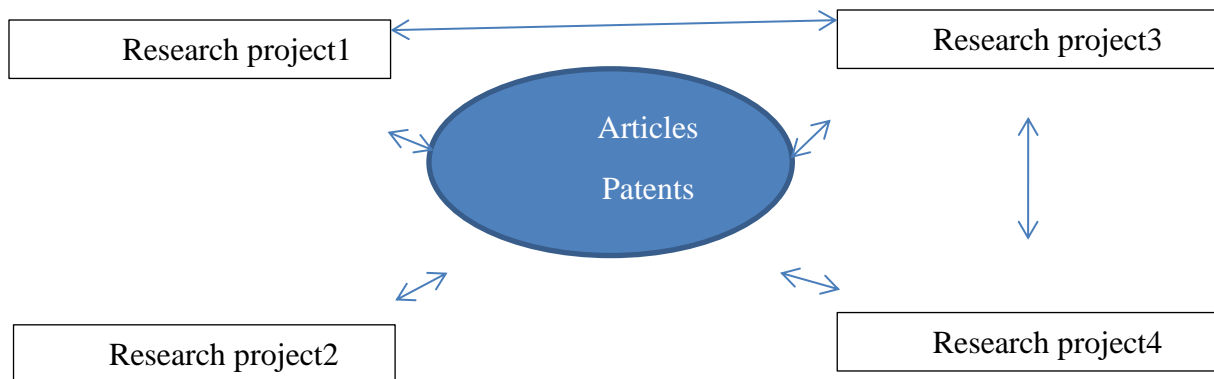 Research project1
Research project3
Articles
Patents
Research project2
Research project4